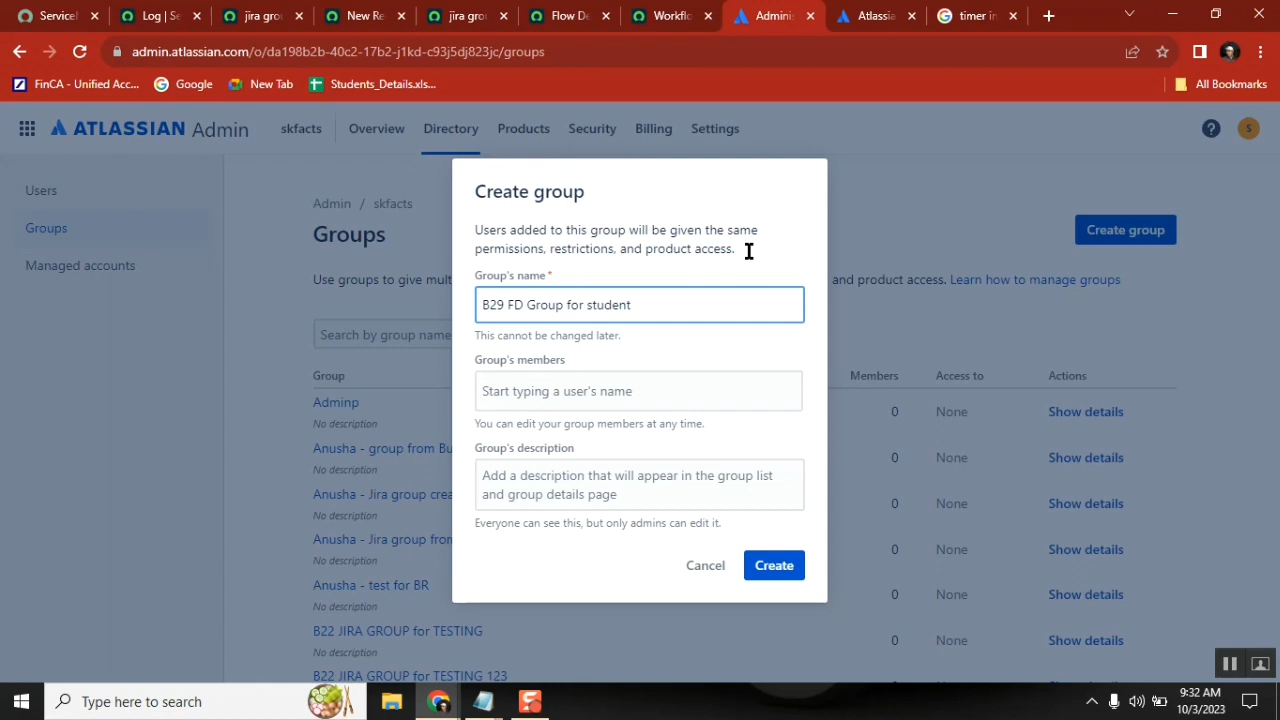 ServiceI
Log | Se
jira gro
New Re
jira gro
Flow De
Workflo
Adminis
Atlassia
timer in
admin.atlassian.com/o/da198b2b-40c2-17b2-j1kd-c93j5dj823jc/groups
FinCA - Unified Acc...
Google
New Tab
Students_Details.xls...
All Bookmarks
ATLASSIAN Admin
skfacts
Overview
Directory
Products
Security
Billing
Settings
S
Users
Groups
Managed accounts
Admin / skfacts
Groups
Create group
Use groups to give mult
and product access. Learn how to manage groups
Search by group name
Group
Members
Access to
Actions
Adminp
No description
0
None
Show details
Anusha - group from Bu
No description
0
None
Show details
Anusha - Jira group crea
No description
0
None
Show details
Anusha - Jira group from
No description
0
None
Show details
Anusha - test for BR
No description
0
None
Show details
B22 JIRA GROUP for TESTING
No description
0
None
Show details
B22 JIRA GROUP for TESTING 123
Create group
Users added to this group will be given the same
permissions, restrictions, and product access.
Group's name *
B29 FD Group for student
This cannot be changed later.
Group's members
Start typing a user's name
You can edit your group members at any time.
Group's description
Add a description that will appear in the group list
and group details page
Everyone can see this, but only admins can edit it.
Cancel
Create
Type here to search
9:32 AM
10/3/2023